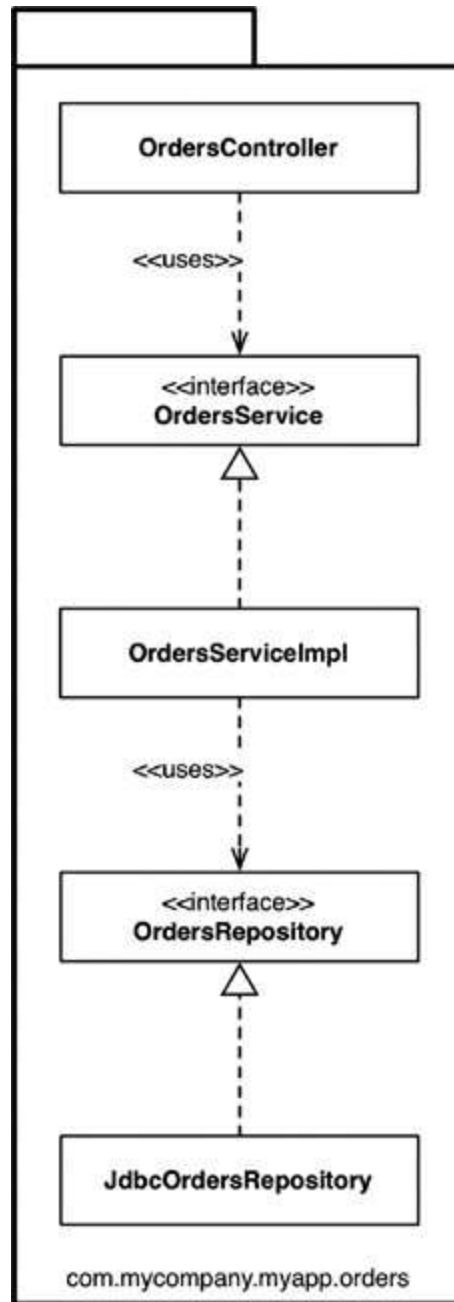 OrdersController
<<uses>>
<<interface>>
OrdersService
OrdersServiceImpl
<<uses>>
<<interface>>
OrdersRepository
JdbcOrdersRepository
com.mycompany.myapp.orders